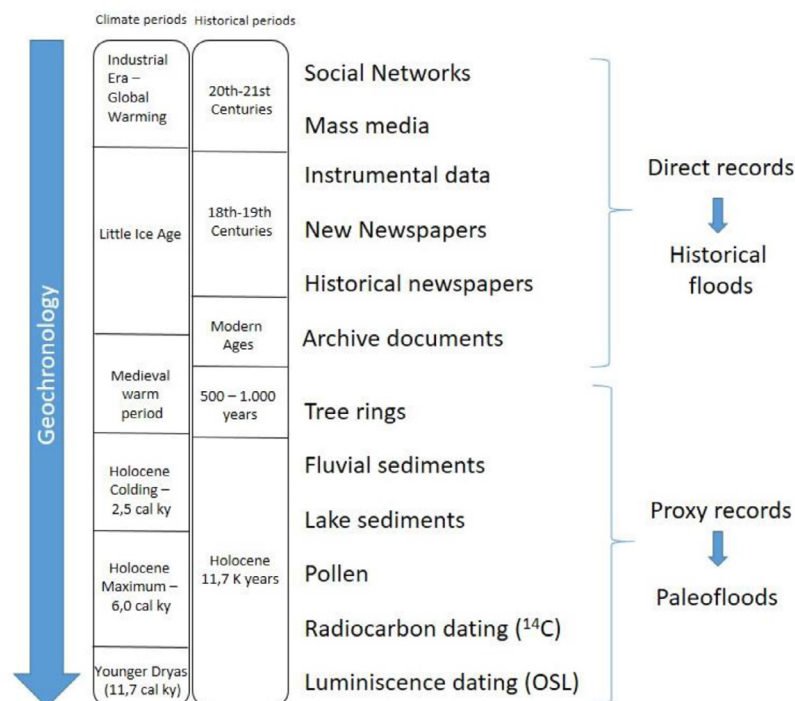 Climate periods
Historical periods
Geochronology
Industrial
Era –
Global
Warming
Little Ice Age
Medieval
warm
period
Holocene
Colding –
2,5 cal ky
Holocene
Maximum –
6,0 cal ky
Younger Dryas
(11,7 cal ky)
20th-21st
Centuries
18th-19th
Centuries
Modern
Ages
500 – 1.000
years
Holocene
11,7 K years
Social Networks
Mass media
Instrumental data
New Newspapers
Historical newspapers
Archive documents
Tree rings
Fluvial sediments
Lake sediments
Pollen
Radiocarbon dating (¹⁴C)
Luminiscence dating (OSL)
Direct records
Historical
floods
Proxy records
Paleofloods